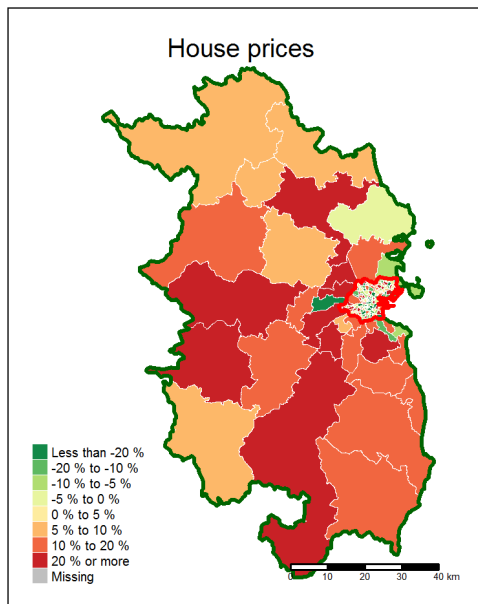 House prices
Less than -20 %
-20 % to -10 %
-10 % to -5 %
-5 % to 0 %
0 % to 5 %
5 % to 10 %
10 % to 20 %
20 % or more
Missing
0 10 20 30 40 km